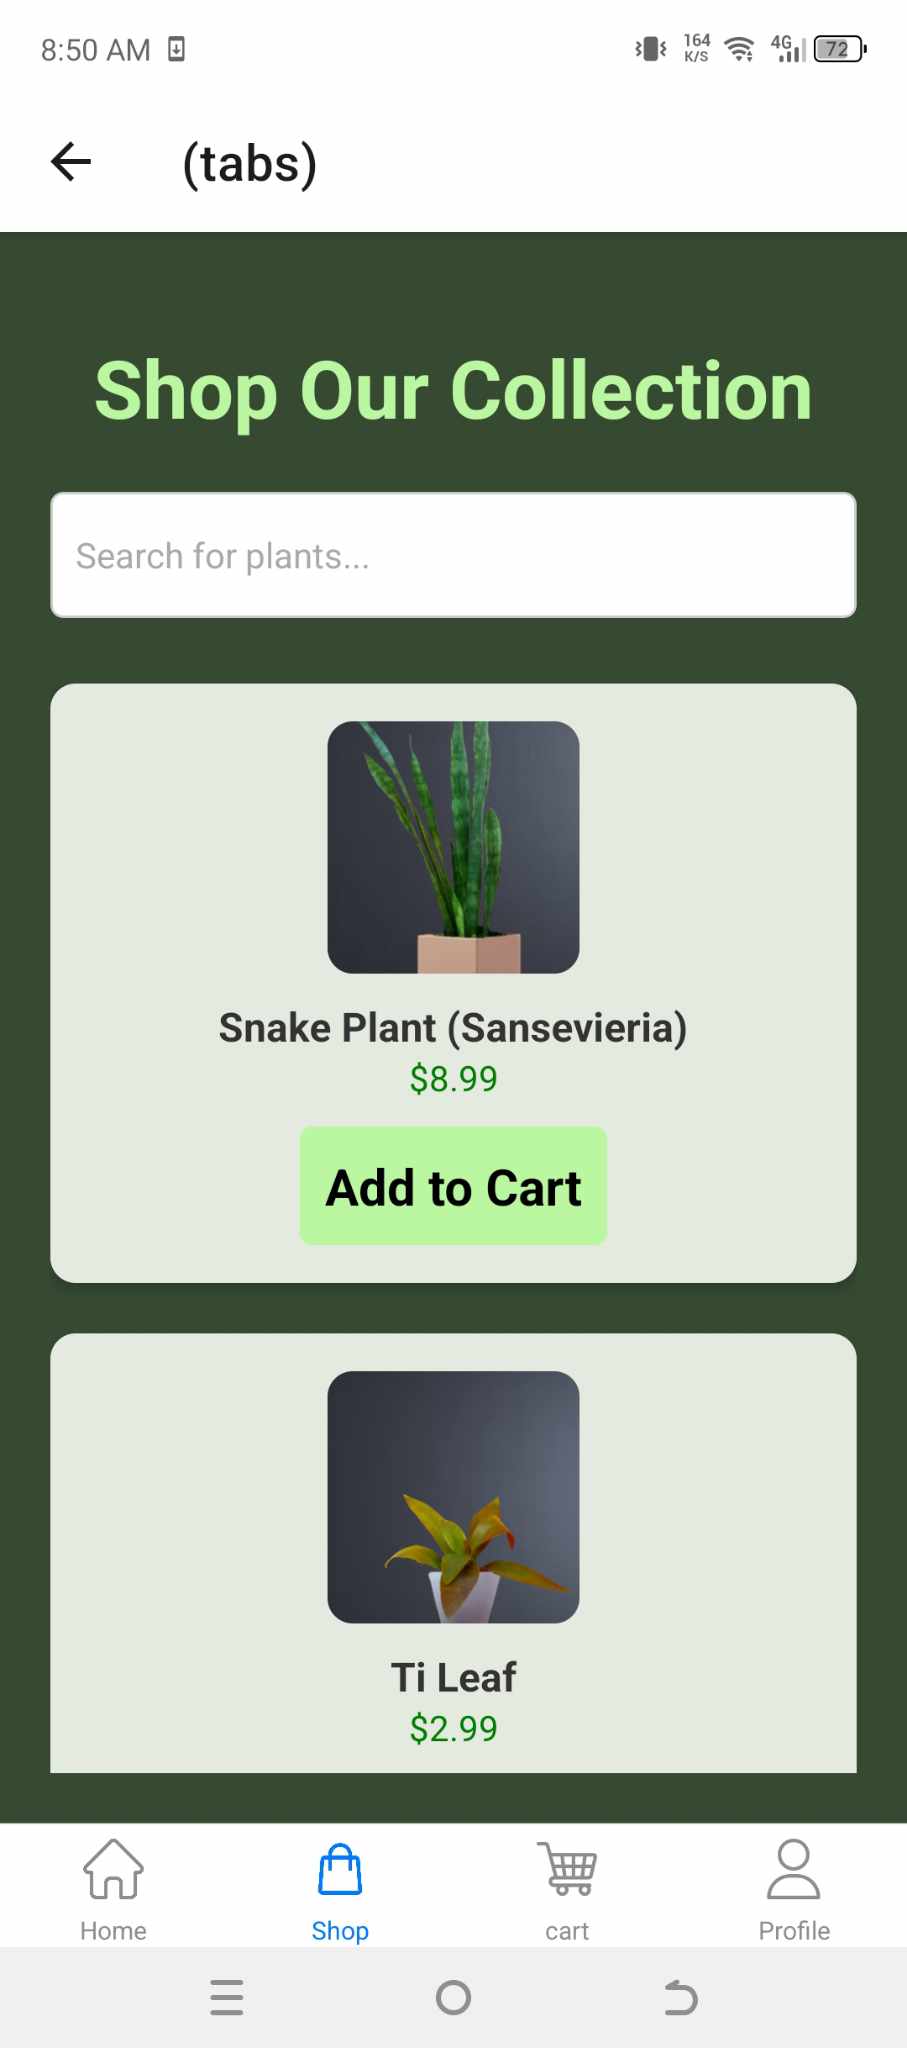 8:50 AM
164
K/S
4G
72
(tabs)
Shop Our Collection
Search for plants...
Snake Plant (Sansevieria)
$8.99
Add to Cart
Ti Leaf
$2.99
Home
Shop
cart
Profile